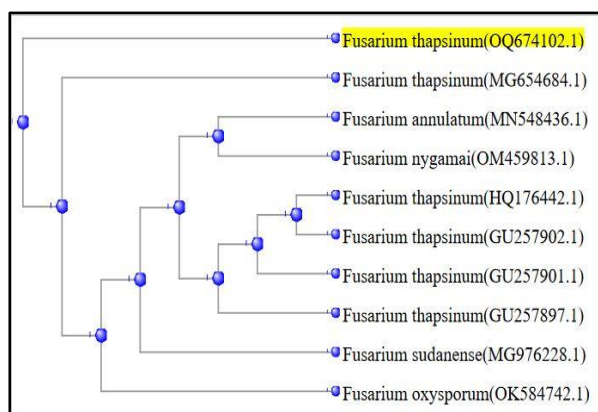 Fusarium thapsinum(OQ674102.1)
Fusarium thapsinum(MG654684.1)
Fusarium annulatum(MN548436.1)
Fusarium nygamai(OM459813.1)
Fusarium thapsinum(HQ176442.1)
Fusarium thapsinum(GU257902.1)
Fusarium thapsinum(GU257901.1)
Fusarium thapsinum(GU257897.1)
Fusarium sudanense(MG976228.1)
Fusarium oxysporum(OK584742.1)